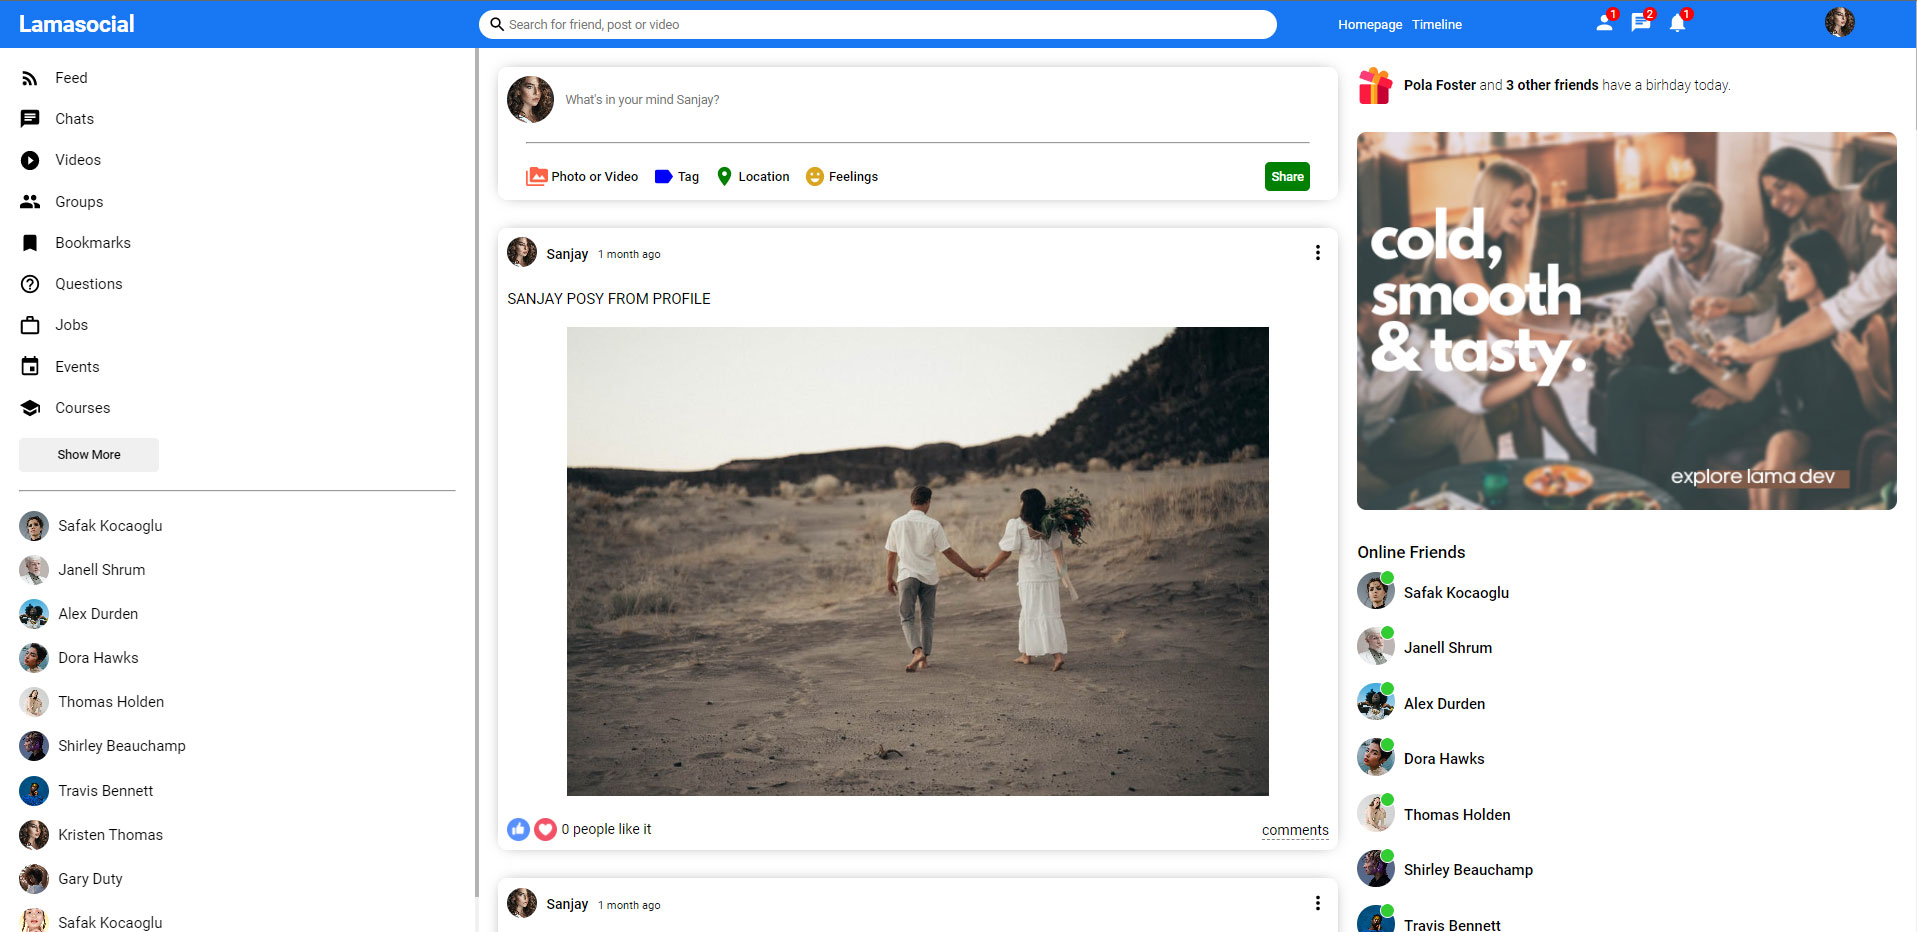 Lamasocial
Search for friend, post or video
Homepage Timeline
1
2
1
Feed
Chats
Videos
Groups
Bookmarks
Questions
Jobs
Events
Courses
Show More
Safak Kocaoglu
Janell Shrum
Alex Durden
Dora Hawks
Thomas Holden
Shirley Beauchamp
Travis Bennett
Kristen Thomas
Gary Duty
Safak Kocaoglu
What's in your mind Sanjay?
Photo or Video Tag Location Feelings Share
Sanjay 1 month ago
SANJAY POSY FROM PROFILE
0 people like it comments
Sanjay 1 month ago
Pola Foster and 3 other friends have a birhday today.
cold,
smooth
& tasty.
explore lama dev
Online Friends
Safak Kocaoglu
Janell Shrum
Alex Durden
Dora Hawks
Thomas Holden
Shirley Beauchamp
Travis Bennett